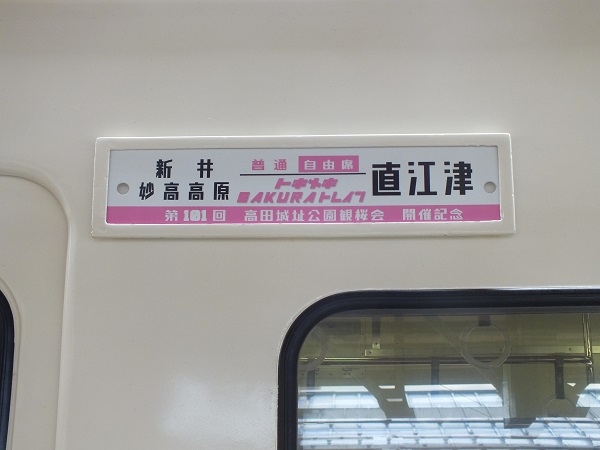 新井
妙高高原
普通 自由席
トキメキ
SAKURAトレイン
直江津
第101回 高田城址公園観桜会 開催記念